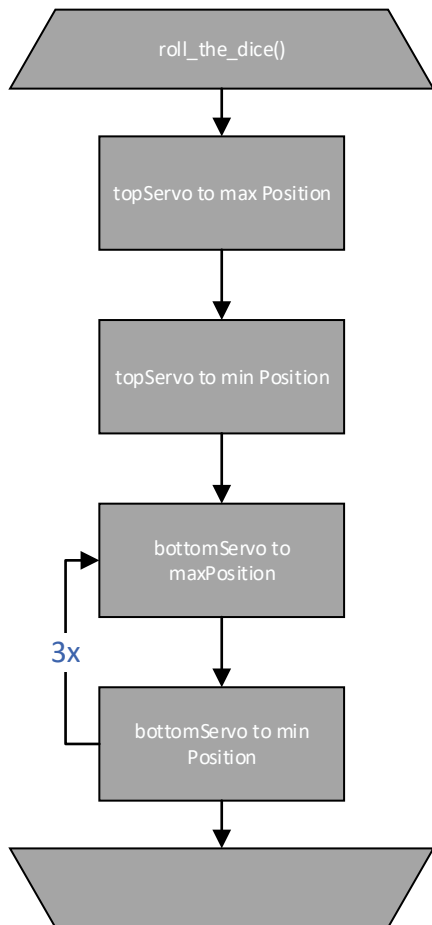 roll_the_dice()
topServo to max Position
topServo to min Position
bottomServo to
maxPosition
3x
bottomServo to min
Position